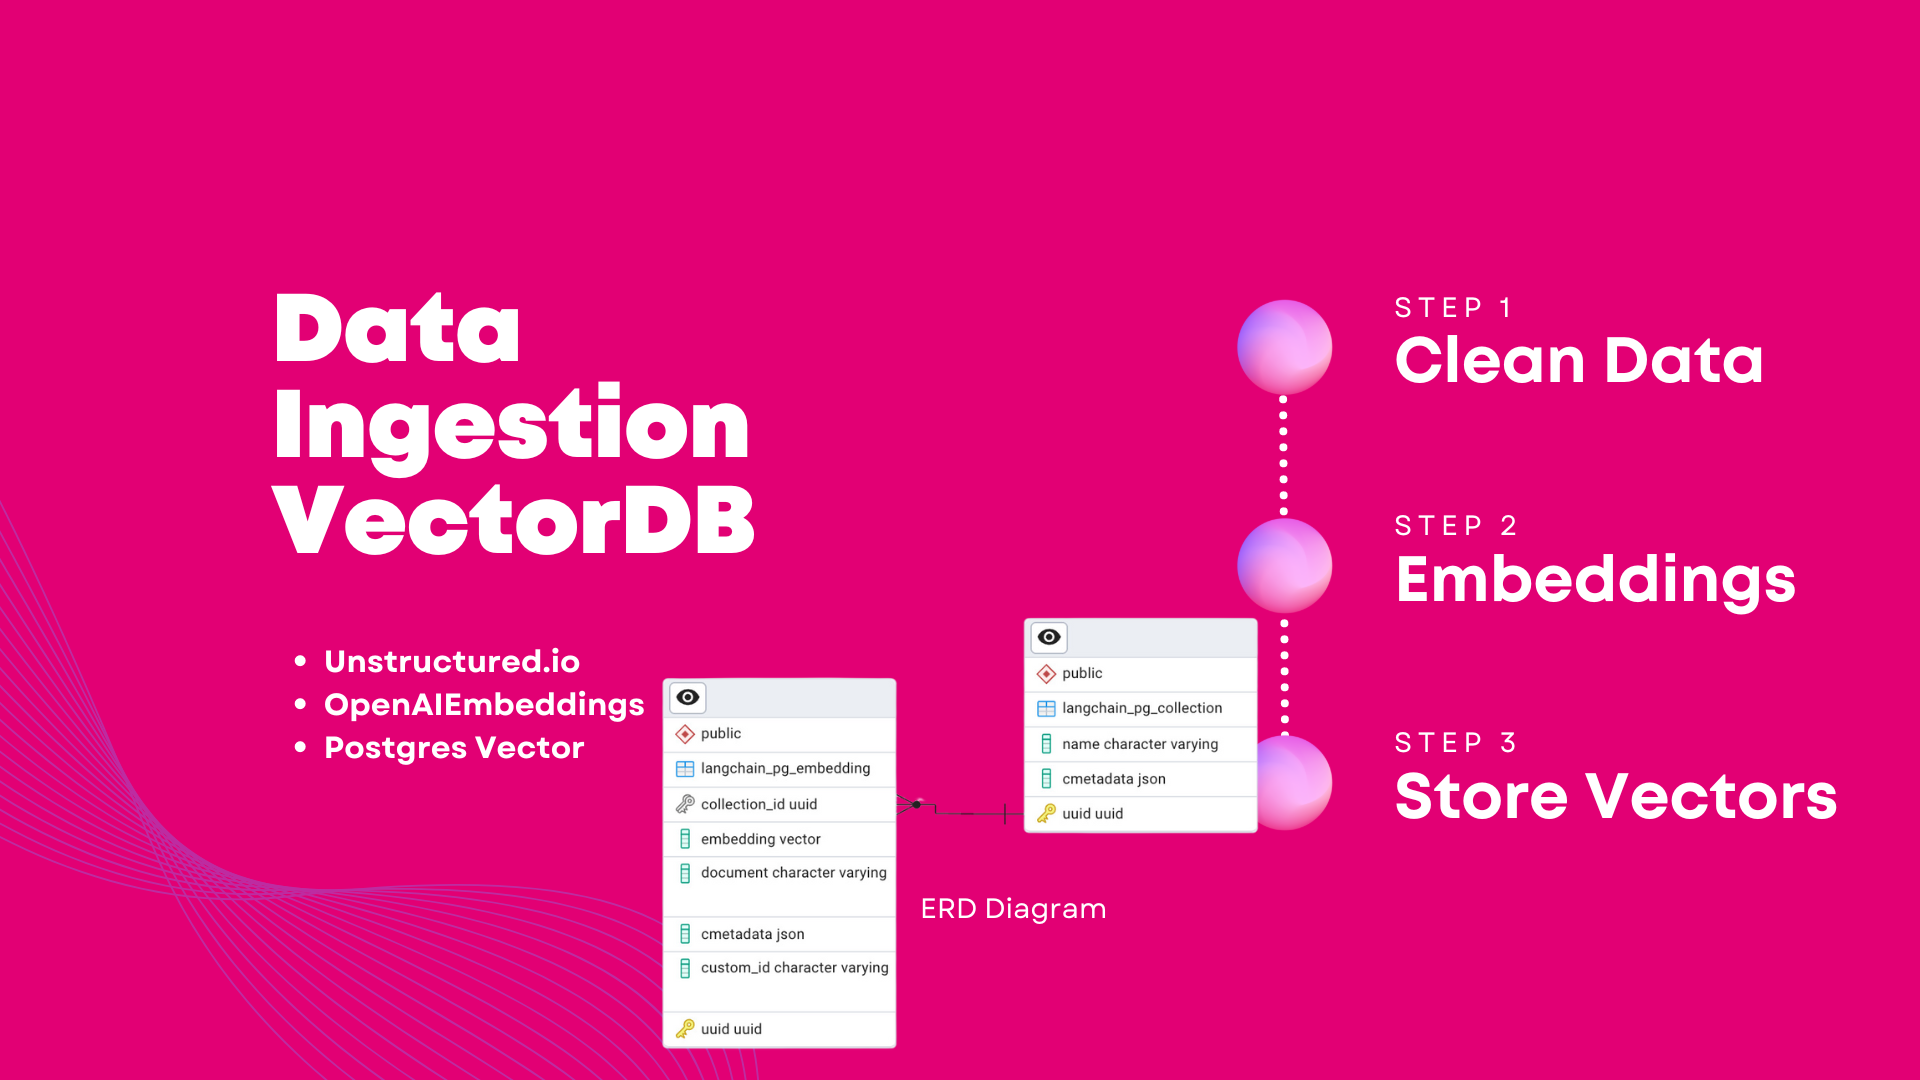 Data
Ingestion
VectorDB
• Unstructured.io
• OpenAIEmbeddings
• Postgres Vector
public
langchain_pg_embedding
collection_id uuid
embedding vector
document character varying
cmetadata json
custom_id character varying
uuid uuid
public
langchain_pg_collection
name character varying
cmetadata json
uuid uuid
ERD Diagram
STEP 1
Clean Data
STEP 2
Embeddings
STEP 3
Store Vectors